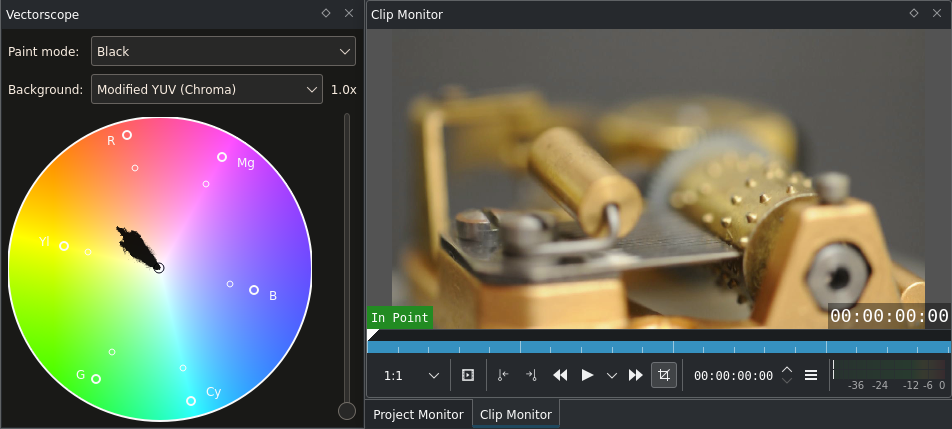 Vectorscope
Paint mode: Black
Background: Modified YUV (Chroma) 1.0x
R
Mg
Yl
B
G
Cy
Clip Monitor
In Point
00:00:00:00
1:1
00:00:00:00
-36 -24 -12 -6 0
Project Monitor
Clip Monitor